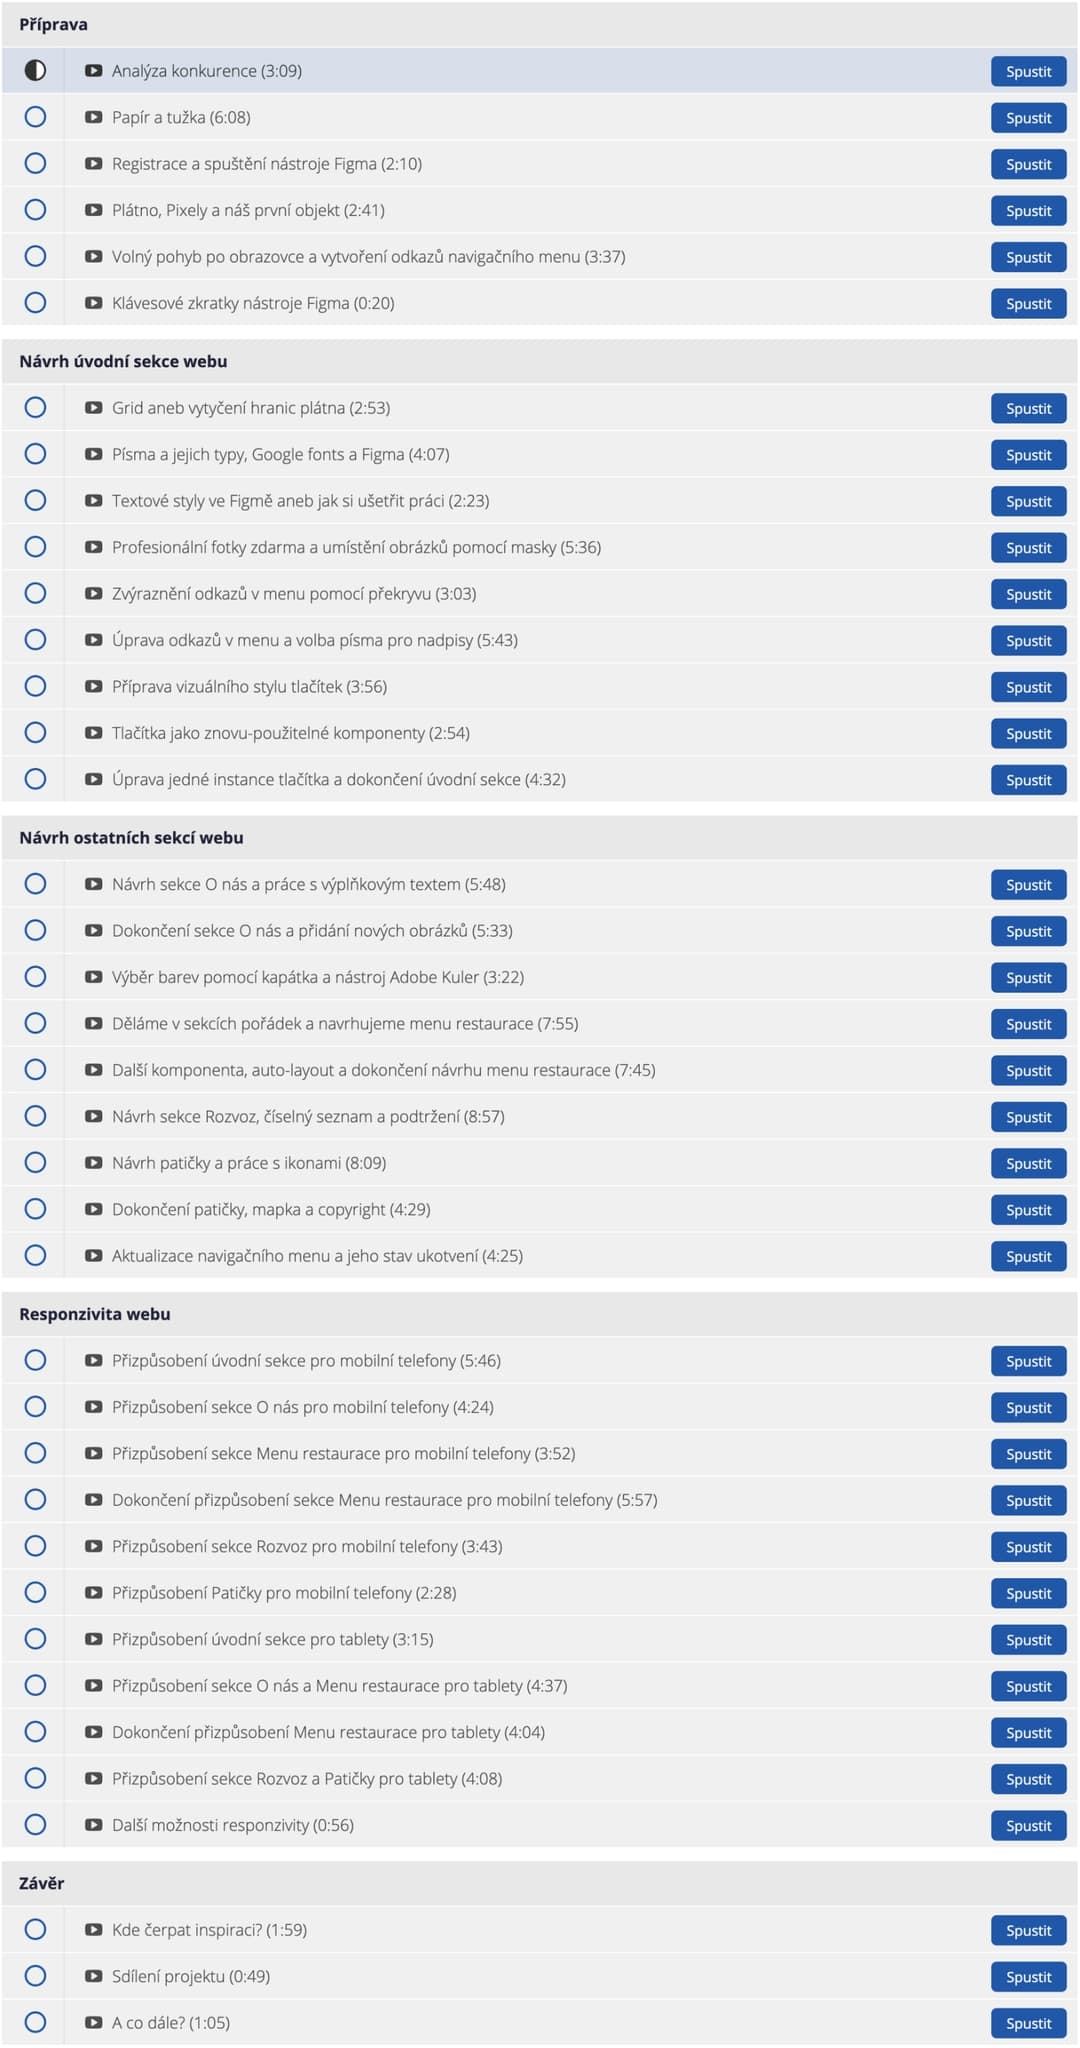 Příprava
Analýza konkurence (3:09) Spustit
Papír a tužka (6:08) Spustit
Registrace a spuštění nástroje Figma (2:10) Spustit
Plátno, Pixely a náš první objekt (2:41) Spustit
Volný pohyb po obrazovce a vytvoření odkazů navigačního menu (3:37) Spustit
Klávesové zkratky nástroje Figma (0:20) Spustit
Návrh úvodní sekce webu
Grid aneb vytyčení hranic plátna (2:53) Spustit
Písma a jejich typy, Google fonts a Figma (4:07) Spustit
Textové styly ve Figmě aneb jak si ušetřit práci (2:23) Spustit
Profesionální fotky zdarma a umístění obrázků pomocí masky (5:36) Spustit
Zvýraznění odkazů v menu pomocí překryvu (3:03) Spustit
Úprava odkazů v menu a volba písma pro nadpisy (5:43) Spustit
Příprava vizuálního stylu tlačítek (3:56) Spustit
Tlačítka jako znovu-použitelné komponenty (2:54) Spustit
Úprava jedné instance tlačítka a dokončení úvodní sekce (4:32) Spustit
Návrh ostatních sekcí webu
Návrh sekce O nás a práce s výplňkovým textem (5:48) Spustit
Dokončení sekce O nás a přidání nových obrázků (5:33) Spustit
Výběr barev pomocí kapátka a nástroj Adobe Kuler (3:22) Spustit
Děláme v sekcích pořádek a navrhujeme menu restaurace (7:55) Spustit
Další komponenta, auto-layout a dokončení návrhu menu restaurace (7:45) Spustit
Návrh sekce Rozvoz, číselný seznam a podtržení (8:57) Spustit
Návrh patičky a práce s ikonami (8:09) Spustit
Dokončení patičky, mapka a copyright (4:29) Spustit
Aktualizace navigačního menu a jeho stav ukotvení (4:25) Spustit
Responzivita webu
Přizpůsobení úvodní sekce pro mobilní telefony (5:46) Spustit
Přizpůsobení sekce O nás pro mobilní telefony (4:24) Spustit
Přizpůsobení sekce Menu restaurace pro mobilní telefony (3:52) Spustit
Dokončení přizpůsobení sekce Menu restaurace pro mobilní telefony (5:57) Spustit
Přizpůsobení sekce Rozvoz pro mobilní telefony (3:43) Spustit
Přizpůsobení Patičky pro mobilní telefony (2:28) Spustit
Přizpůsobení úvodní sekce pro tablety (3:15) Spustit
Přizpůsobení sekce O nás a Menu restaurace pro tablety (4:37) Spustit
Dokončení přizpůsobení Menu restaurace pro tablety (4:04) Spustit
Přizpůsobení sekce Rozvoz a Patičky pro tablety (4:08) Spustit
Další možnosti responzivity (0:56) Spustit
Závěr
Kde čerpat inspiraci? (1:59) Spustit
Sdílení projektu (0:49) Spustit
A co dále? (1:05) Spustit